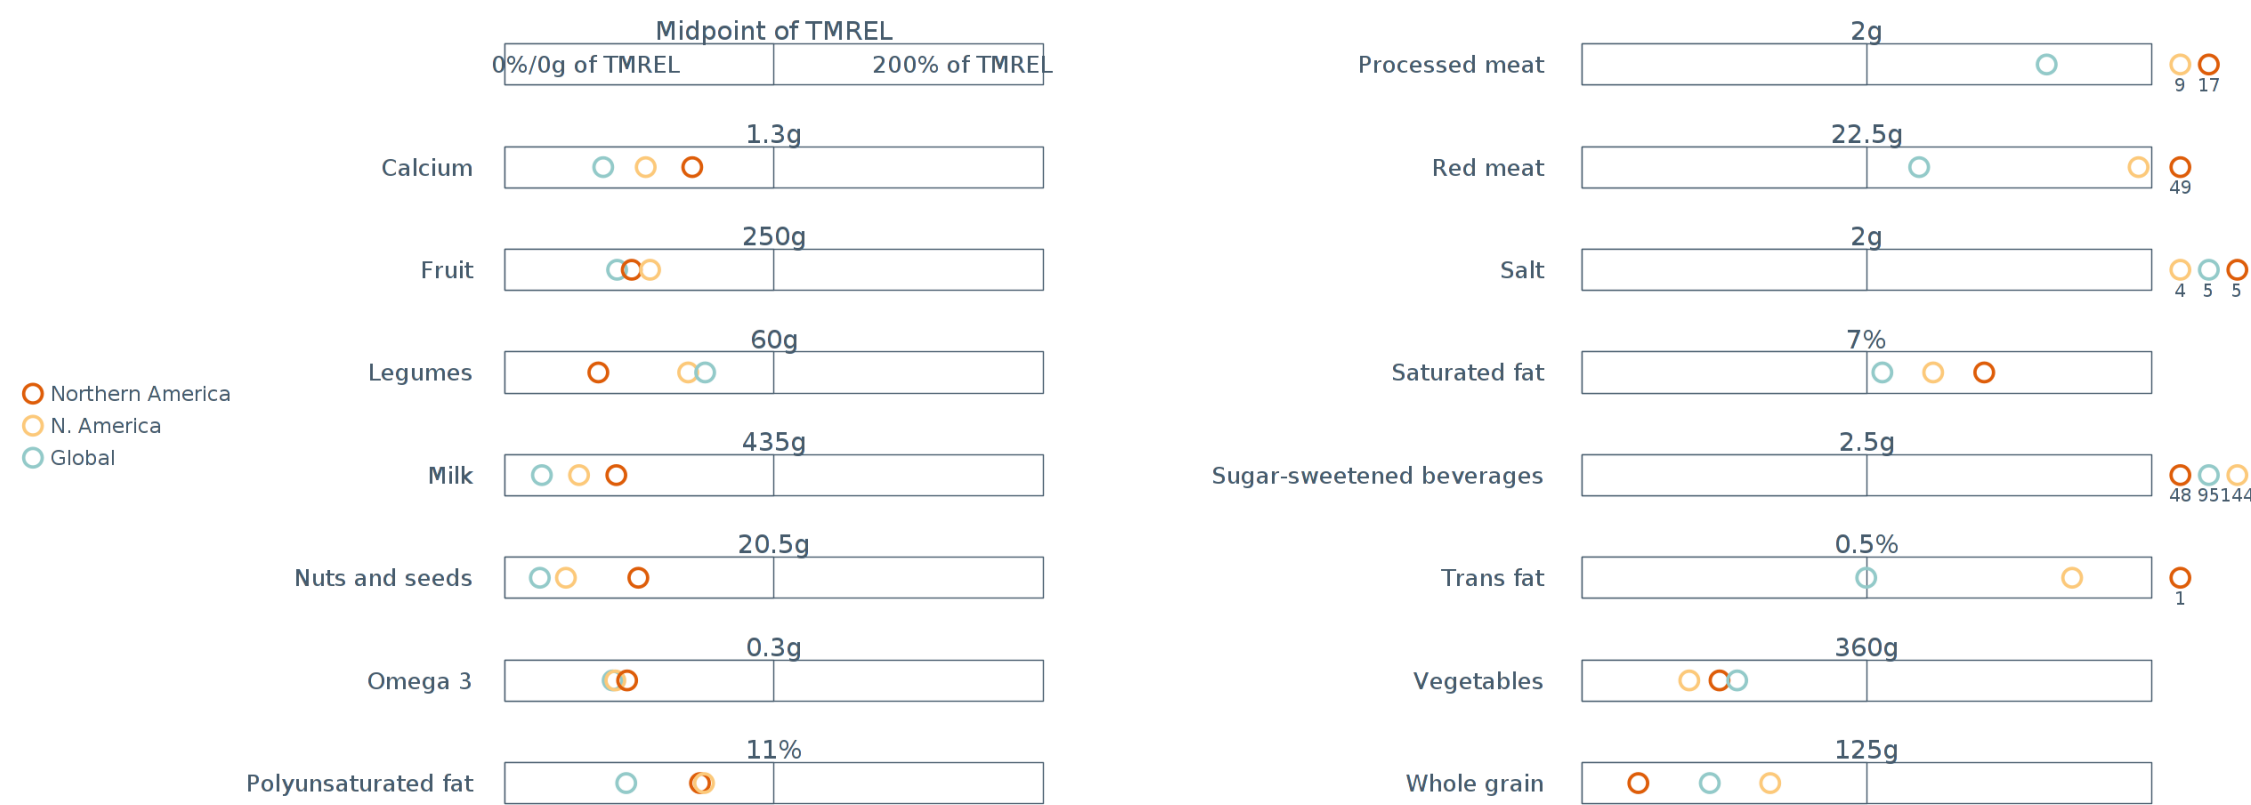 Midpoint of TMREL
0%/0g of TMREL
200% of TMREL
Calcium
1.3g
Fruit
250g
Legumes
60g
Milk
435g
Nuts and seeds
20.5g
Omega 3
0.3g
Polyunsaturated fat
11%
Northern America
N. America
Global
Processed meat
2g
9 17
Red meat
22.5g
49
Salt
2g
4 5 5
Saturated fat
7%
Sugar-sweetened beverages
2.5g
48 95 144
Trans fat
0.5%
1
Vegetables
360g
Whole grain
125g